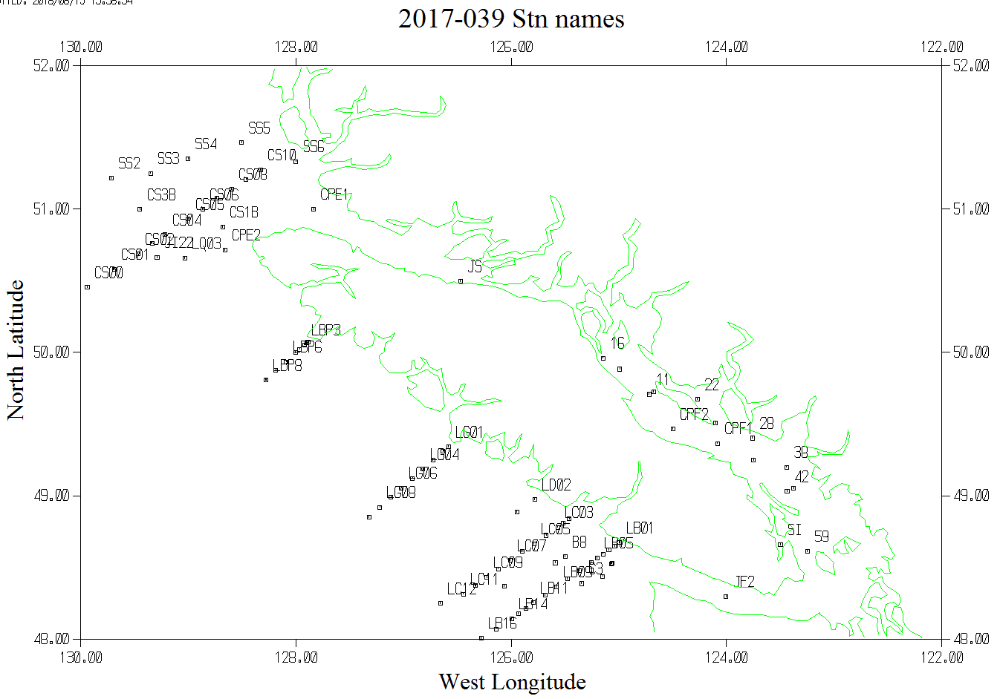 2017-039 Stn names
130.00 128.00 126.00 124.00 122.00
52.00 52.00
SS5
SS4
SS6
SS2 SS3 CS10
CS08
CS3B CS06 CPE1
51.00 CS05 CS1B 51.00
CS04
CPE2
CS02 JI22 LQ03
CS01
CS00 JS
LBP3
LBP6 16
50.00 50.00
LBP8
11 22
CPF2
CPF1 28
LG01
LG04 38
LG06 42
LG08 LD02
49.00 49.00
LC03
LC05 LB01 SI 59
LC07 B8 LB05
LC09 LB09 C3
LC11 JF2
LC12 LB11
LB14
LB16
48.00 48.00
130.00 128.00 126.00 124.00 122.00
West Longitude
North Latitude